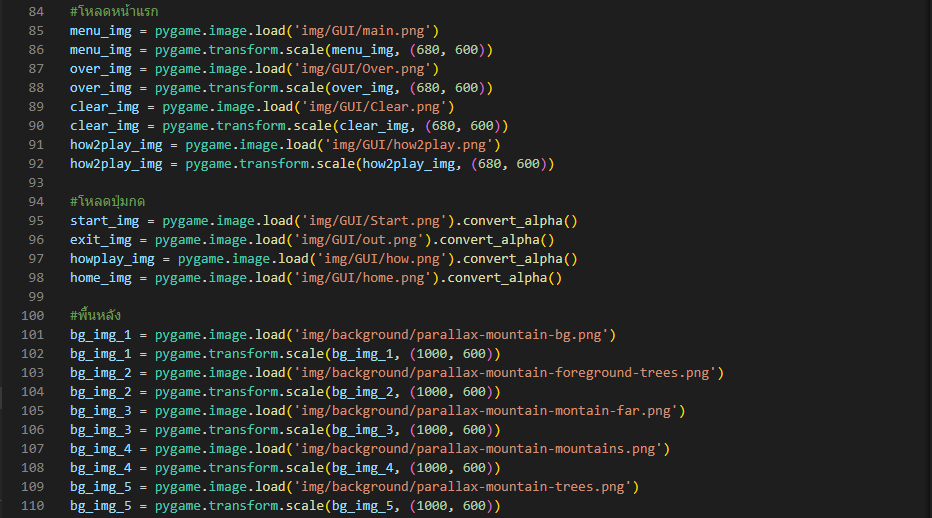 84 #โหลดหน้าแรก
85 menu_img = pygame.image.load('img/GUI/main.png')
86 menu_img = pygame.transform.scale(menu_img, (680, 600))
87 over_img = pygame.image.load('img/GUI/Over.png')
88 over_img = pygame.transform.scale(over_img, (680, 600))
89 clear_img = pygame.image.load('img/GUI/Clear.png')
90 clear_img = pygame.transform.scale(clear_img, (680, 600))
91 how2play_img = pygame.image.load('img/GUI/how2play.png')
92 how2play_img = pygame.transform.scale(how2play_img, (680, 600))
93
94 #โหลดปุ่มกด
95 start_img = pygame.image.load('img/GUI/Start.png').convert_alpha()
96 exit_img = pygame.image.load('img/GUI/out.png').convert_alpha()
97 howplay_img = pygame.image.load('img/GUI/how.png').convert_alpha()
98 home_img = pygame.image.load('img/GUI/home.png').convert_alpha()
99
100 #พื้นหลัง
101 bg_img_1 = pygame.image.load('img/background/parallax-mountain-bg.png')
102 bg_img_1 = pygame.transform.scale(bg_img_1, (1000, 600))
103 bg_img_2 = pygame.image.load('img/background/parallax-mountain-foreground-trees.png')
104 bg_img_2 = pygame.transform.scale(bg_img_2, (1000, 600))
105 bg_img_3 = pygame.image.load('img/background/parallax-mountain-montain-far.png')
106 bg_img_3 = pygame.transform.scale(bg_img_3, (1000, 600))
107 bg_img_4 = pygame.image.load('img/background/parallax-mountain-mountains.png')
108 bg_img_4 = pygame.transform.scale(bg_img_4, (1000, 600))
109 bg_img_5 = pygame.image.load('img/background/parallax-mountain-trees.png')
110 bg_img_5 = pygame.transform.scale(bg_img_5, (1000, 600))